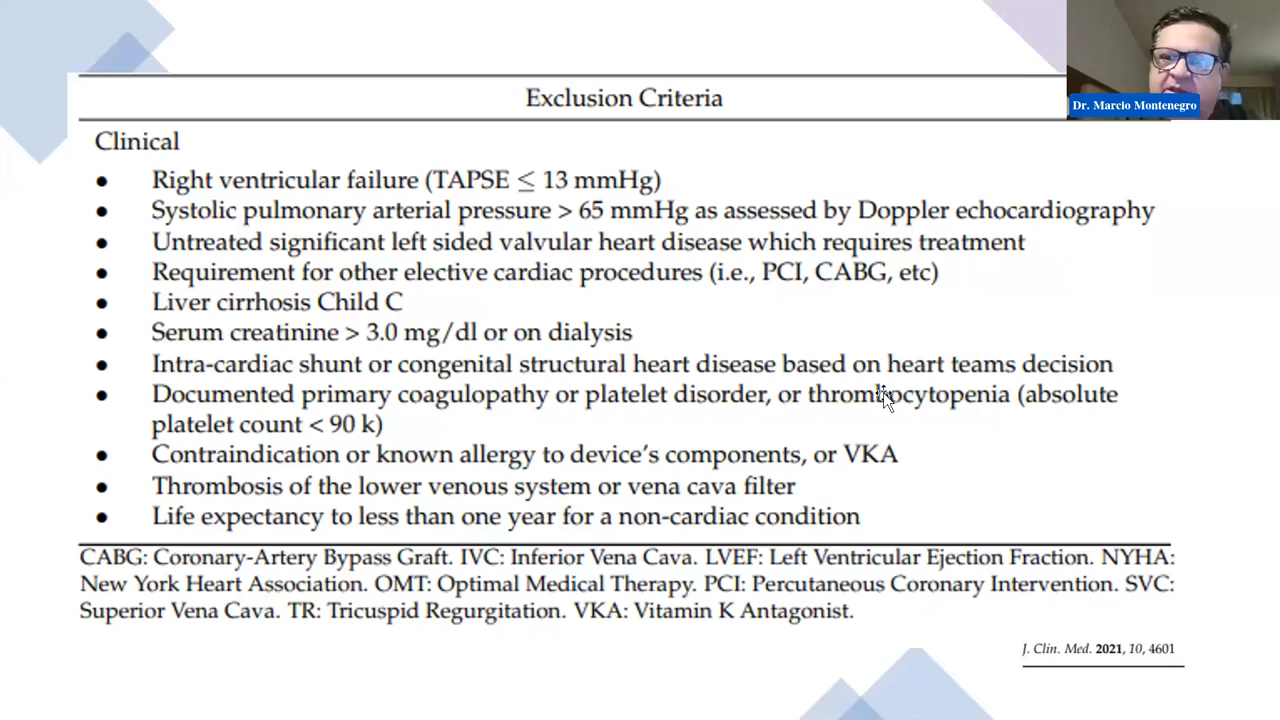 Exclusion Criteria
Dr. Marcio Montenegro
Clinical
● Right ventricular failure (TAPSE ≤ 13 mmHg)
● Systolic pulmonary arterial pressure > 65 mmHg as assessed by Doppler echocardiography
● Untreated significant left sided valvular heart disease which requires treatment
● Requirement for other elective cardiac procedures (i.e., PCI, CABG, etc)
● Liver cirrhosis Child C
● Serum creatinine > 3.0 mg/dl or on dialysis
● Intra-cardiac shunt or congenital structural heart disease based on heart teams decision
● Documented primary coagulopathy or platelet disorder, or thrombocytopenia (absolute
platelet count < 90 k)
● Contraindication or known allergy to device's components, or VKA
● Thrombosis of the lower venous system or vena cava filter
● Life expectancy to less than one year for a non-cardiac condition
CABG: Coronary-Artery Bypass Graft. IVC: Inferior Vena Cava. LVEF: Left Ventricular Ejection Fraction. NYHA:
New York Heart Association. OMT: Optimal Medical Therapy. PCI: Percutaneous Coronary Intervention. SVC:
Superior Vena Cava. TR: Tricuspid Regurgitation. VKA: Vitamin K Antagonist.
J. Clin. Med. 2021, 10, 4601